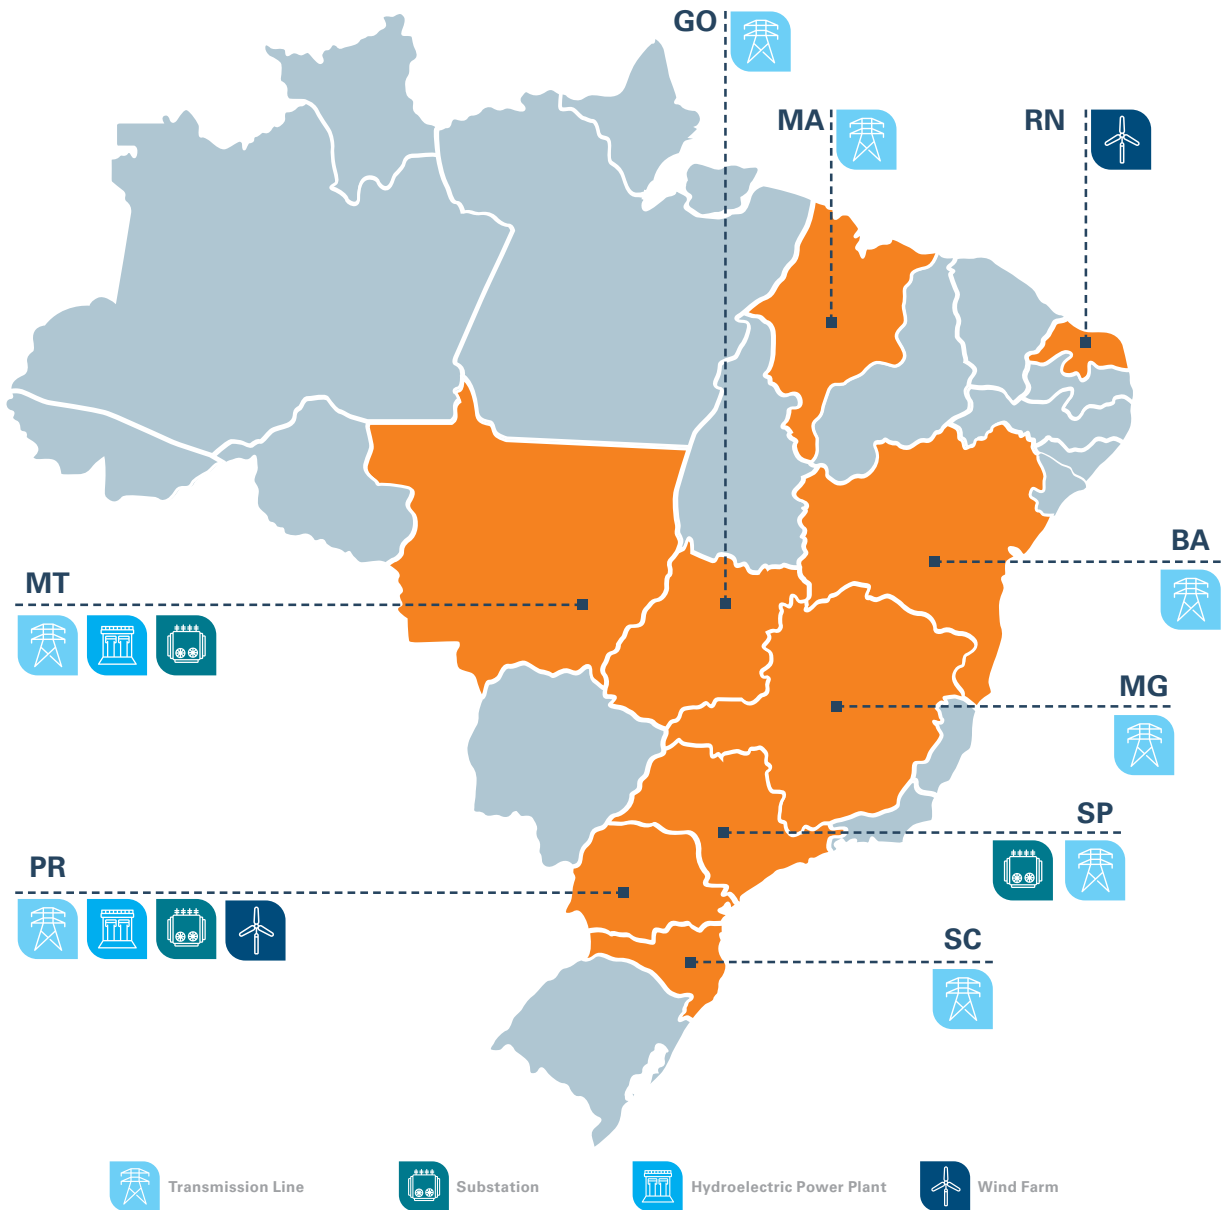 GO
MA
RN
BA
MT
MG
SP
PR
SC
Transmission Line
Substation
Hydroelectric Power Plant
Wind Farm